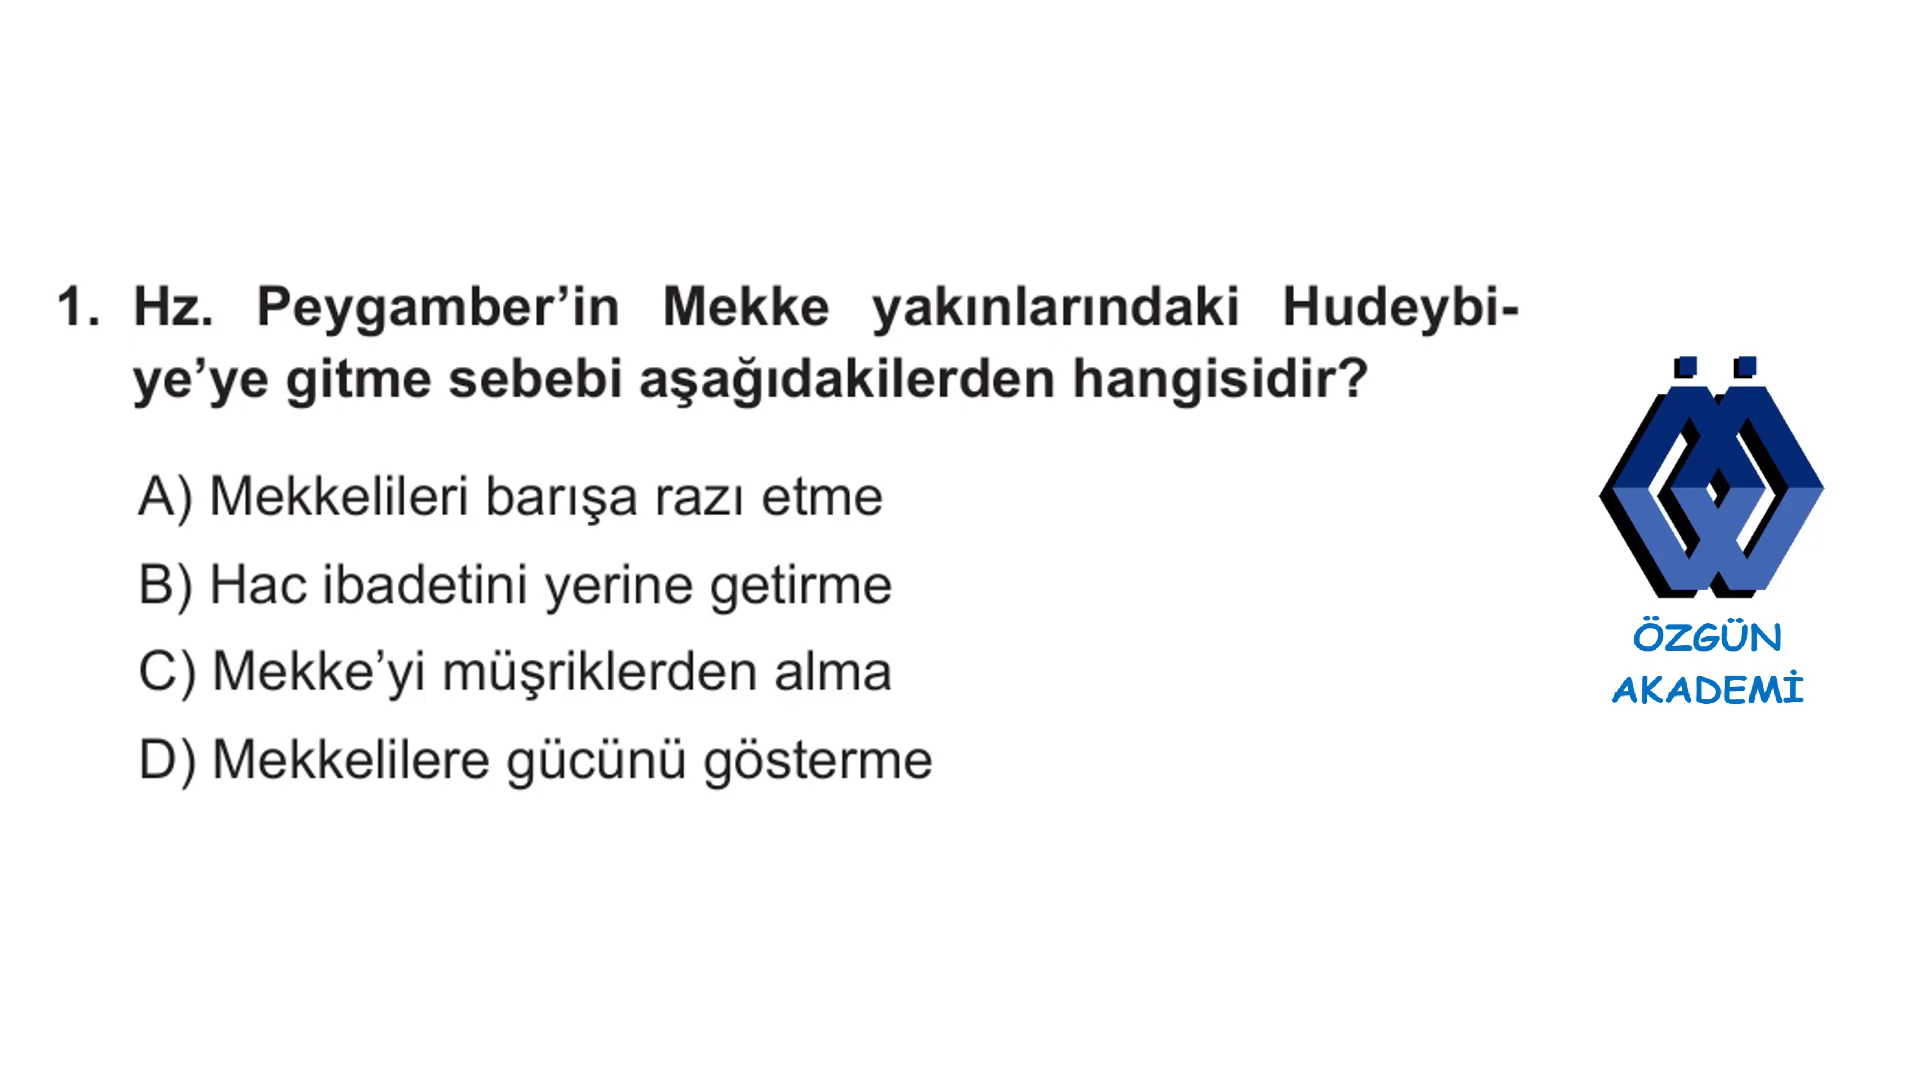 1. Hz. Peygamber’in Mekke yakınlarındaki Hudeybi-
ye’ye gitme sebebi aşağıdakilerden hangisidir?
A) Mekkelileri barışa razı etme
B) Hac ibadetini yerine getirme
C) Mekke’yi müşriklerden alma
D) Mekkelilere gücünü gösterme
ÖZGÜN
AKADEMİ